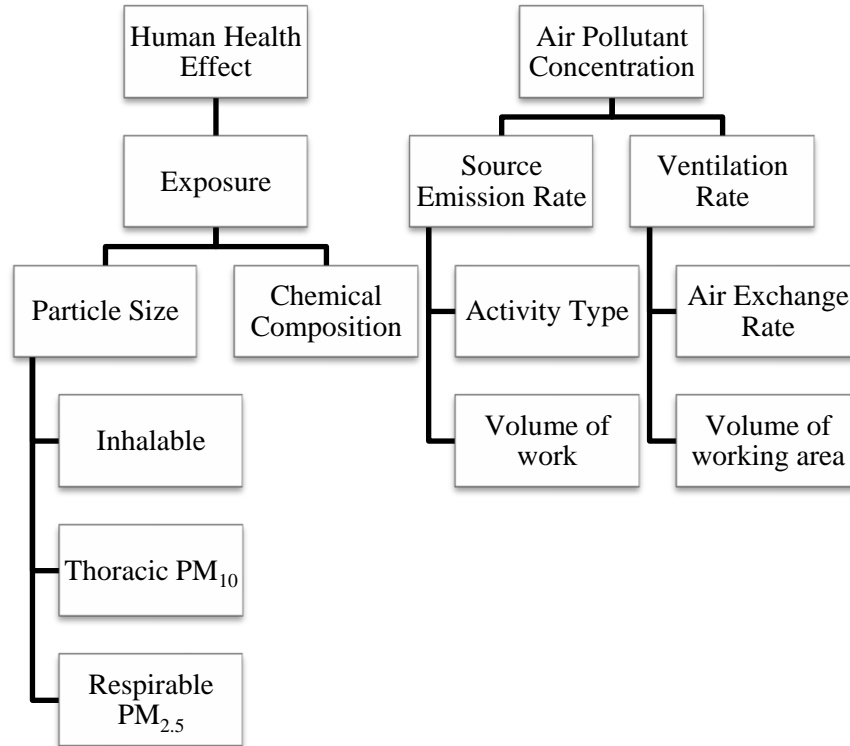 Human Health
Effect
Exposure
Particle Size
Chemical
Composition
Inhalable
Thoracic PM₁₀
Respirable
PM₂.₅
Air Pollutant
Concentration
Source
Emission Rate
Ventilation
Rate
Activity Type
Volume of
work
Air Exchange
Rate
Volume of
working area